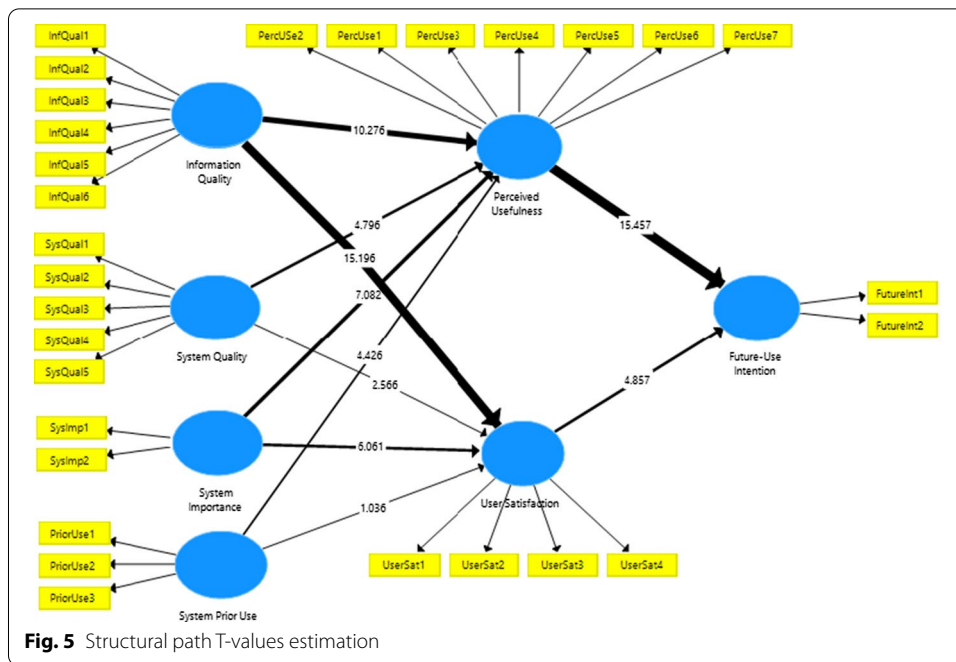 InfQual1
InfQual2
InfQual3
InfQual4
InfQual5
InfQual6
Information
Quality
SysQual1
SysQual2
SysQual3
SysQual4
SysQual5
System Quality
SysImp1
SysImp2
System
Importance
PriorUse1
PriorUse2
PriorUse3
System Prior Use
PercUSe2
PercUse1
PercUse3
PercUse4
PercUse5
PercUse6
PercUse7
Perceived
Usefulness
10.276
4.796
15.196
7.082
4.426
2.566
6.061
1.036
15.457
4.857
User Satisfaction
UserSat1
UserSat2
UserSat3
UserSat4
Future-Use
Intention
FutureInt1
FutureInt2
Fig. 5 Structural path T-values estimation